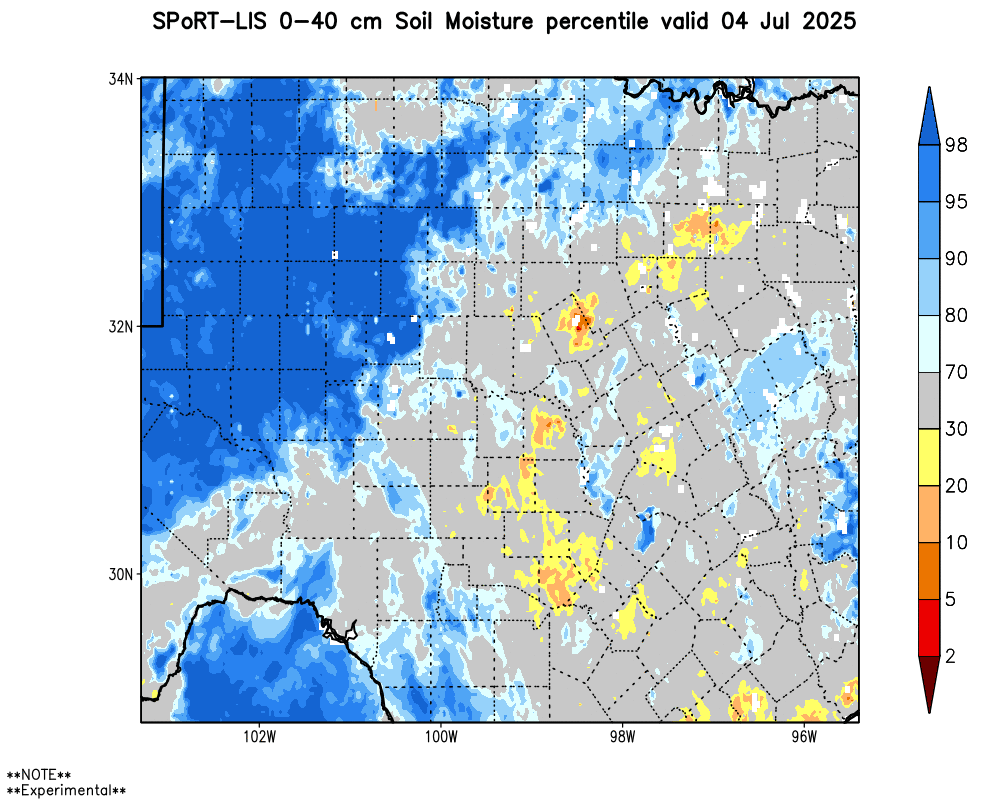 SPoRT-LIS 0-40 cm Soil Moisture percentile valid 04 Jul 2025
34N
32N
30N
102W
100W
98W
96W
98
95
90
80
70
30
20
10
5
2
**NOTE**
**Experimental**